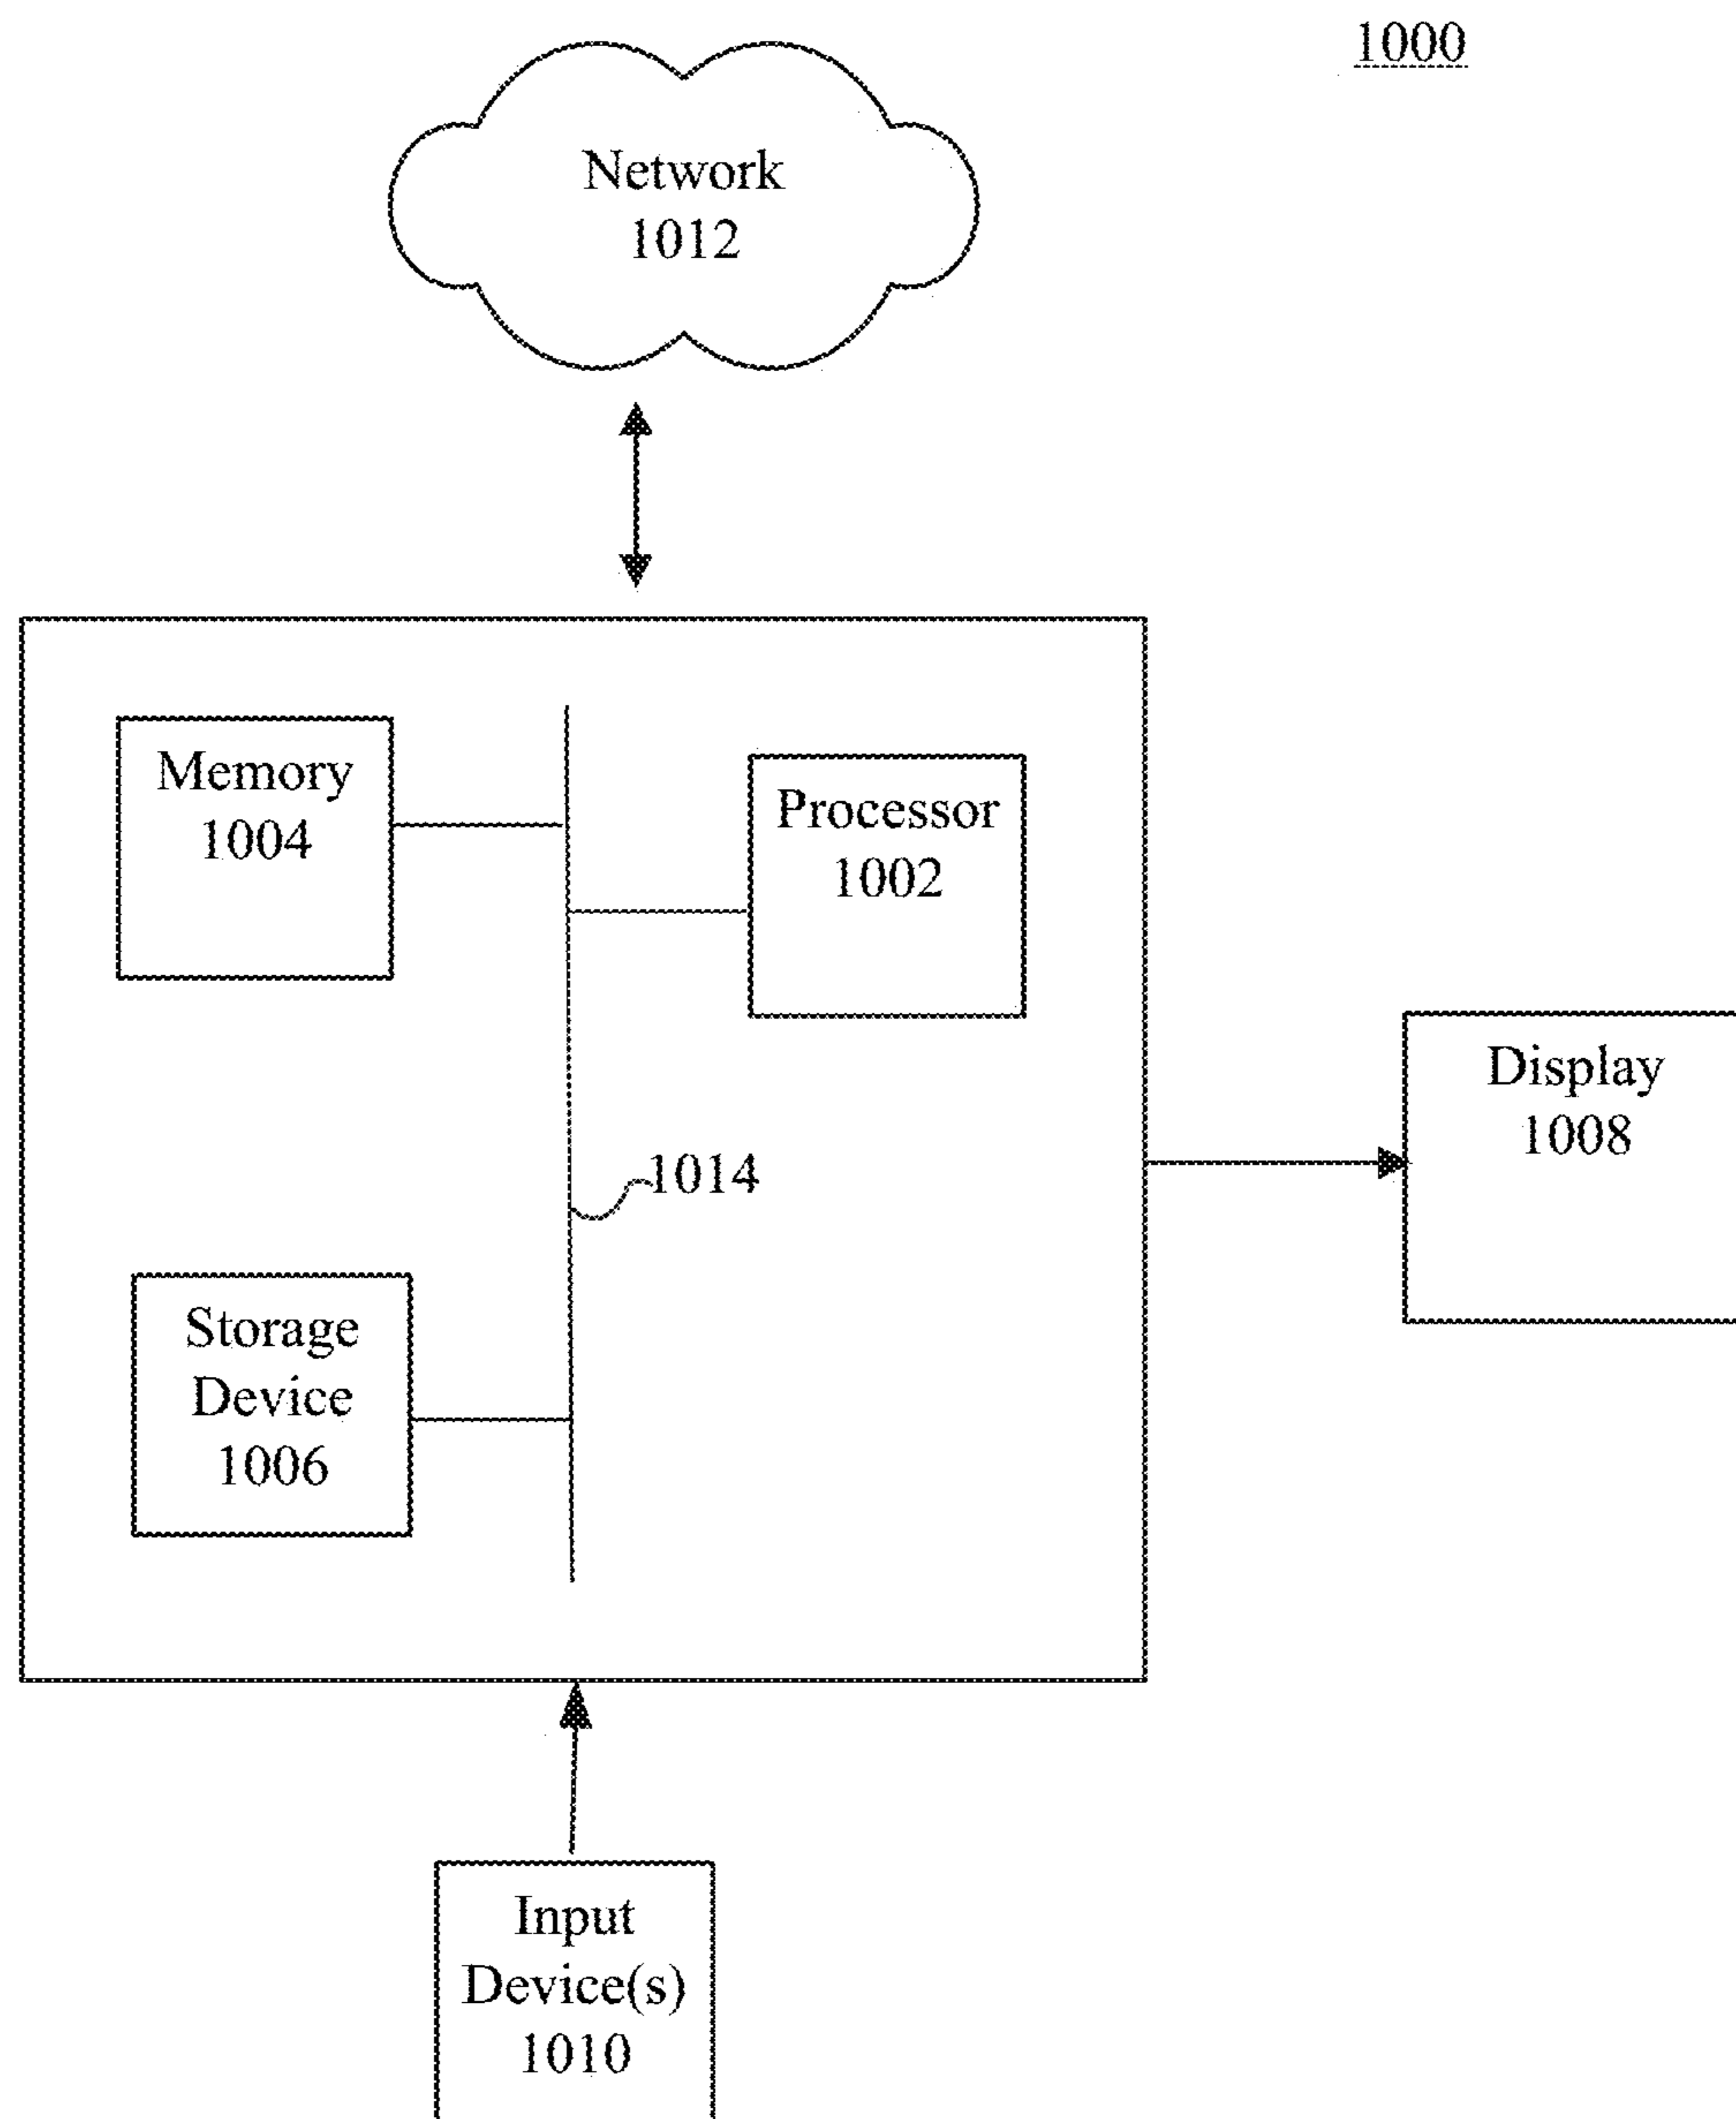 1000
Network
1012
Memory
1004
Processor
1002
Display
1008
1014
Storage
Device
1006
Input
Device(s)
1010